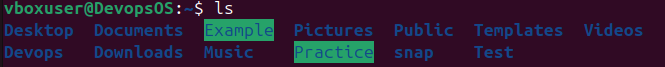 vboxuser@DevopsOS:~$ ls
Desktop Documents Example Pictures Public Templates Videos
Devops Downloads Music Practice snap Test